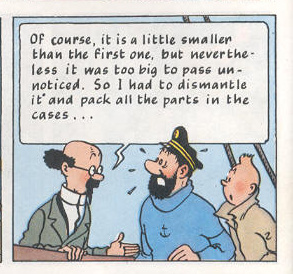 Of course, it is a little smaller
than the first one, but neverthe-
less it was too big to pass un-
noticed. So I had to dismantle
it and pack all the parts in the
cases...